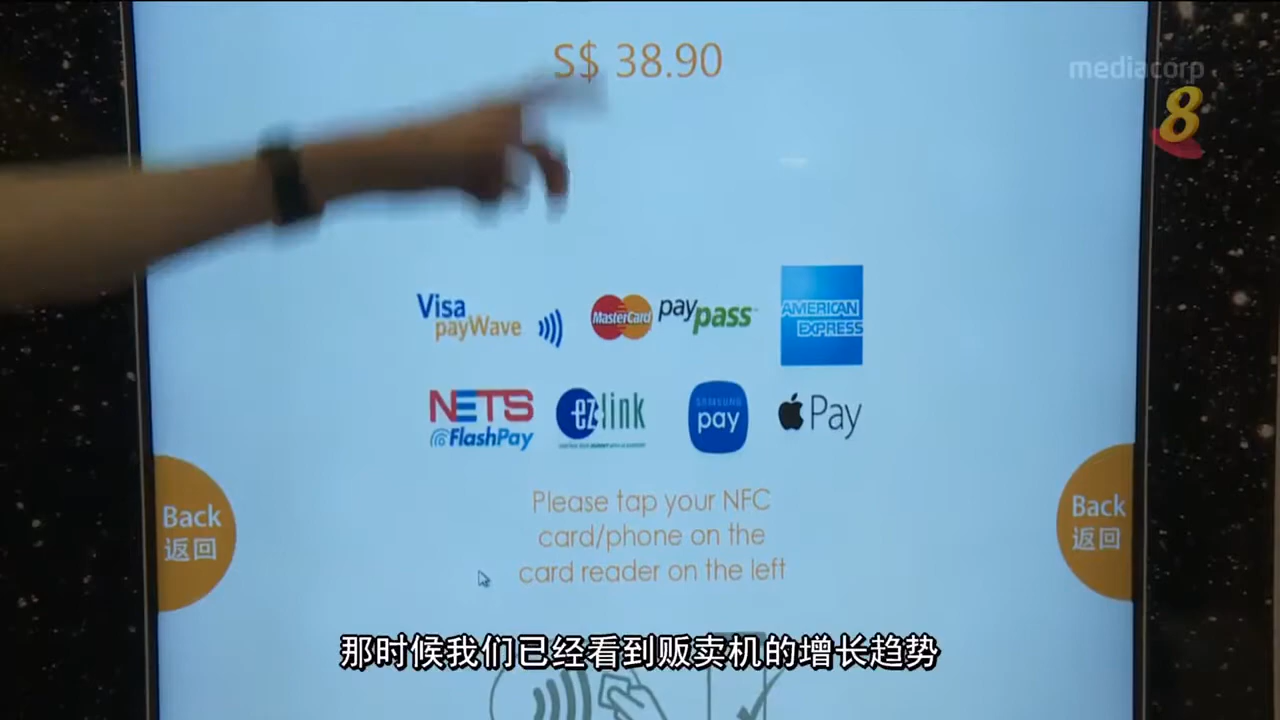 S$ 38.90
mediacorp
8
Visa payWave
MasterCard paypass
AMERICAN EXPRESS
NETS FlashPay
ez link
SAMSUNG pay
Pay
Please tap your NFC
card/phone on the
card reader on the left
Back
返回
Back
返回
那时候我们已经看到贩卖机的增长趋势